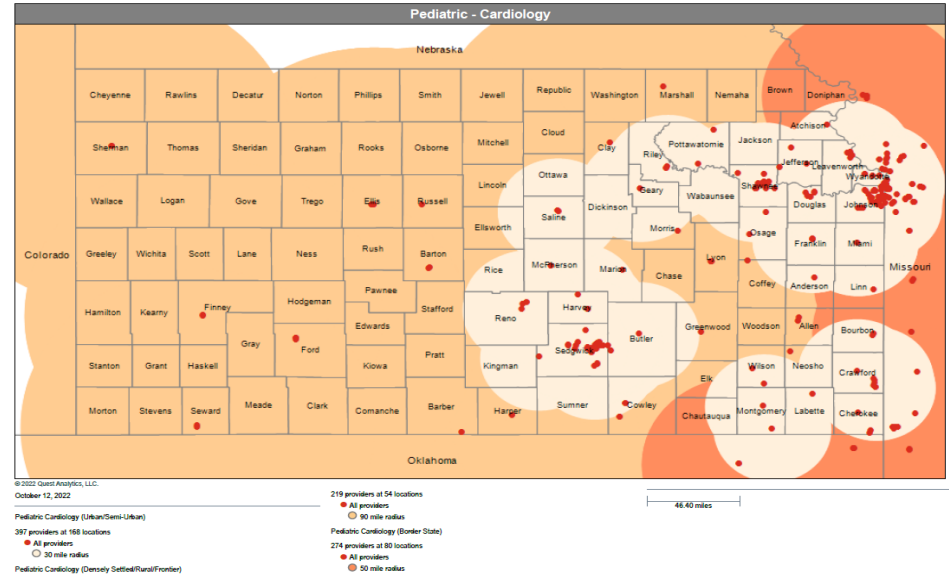 Pediatric - Cardiology
Nebraska
Cheyenne Rawlins Decatur Norton Phillips Smith Jewell Republic Washington Marshall Nemaha Brown Doniphan
Cloud Atchison
Sherman Thomas Sheridan Graham Rooks Osborne Mitchell Clay Riley Pottawatomie Jackson Jefferson Leavenworth
Ottawa Wyandotte
Wallace Logan Gove Trego Ellis Russell Lincoln Dickinson Geary Wabaunsee Shawnee Douglas Johnson
Saline
Ellsworth Morris Osage
Colorado Greeley Wichita Scott Lane Ness Rush Barton Rice McPherson Marion Chase Lyon Franklin Miami Missouri
Pawnee Coffey Anderson Linn
Hamilton Kearny Finney Hodgeman Stafford Reno Harvey
Gray Ford Edwards Butler Greenwood Woodson Allen Bourbon
Stanton Grant Haskell Kiowa Pratt Kingman Sedgwick Elk Wilson Neosho Crawford
Morton Stevens Seward Meade Clark Comanche Barber Harper Sumner Cowley Chautauqua Montgomery Labette Cherokee
Oklahoma
© 2022 Quest Analytics, LLC.
October 12, 2022
Pediatric Cardiology (Urban/Semi-Urban)
397 providers at 168 locations
All providers
30 mile radius
Pediatric Cardiology (Densely Settled/Rural/Frontier)
219 providers at 54 locations
All providers
90 mile radius
Pediatric Cardiology (Border State)
274 providers at 80 locations
All providers
50 mile radius
46.40 miles